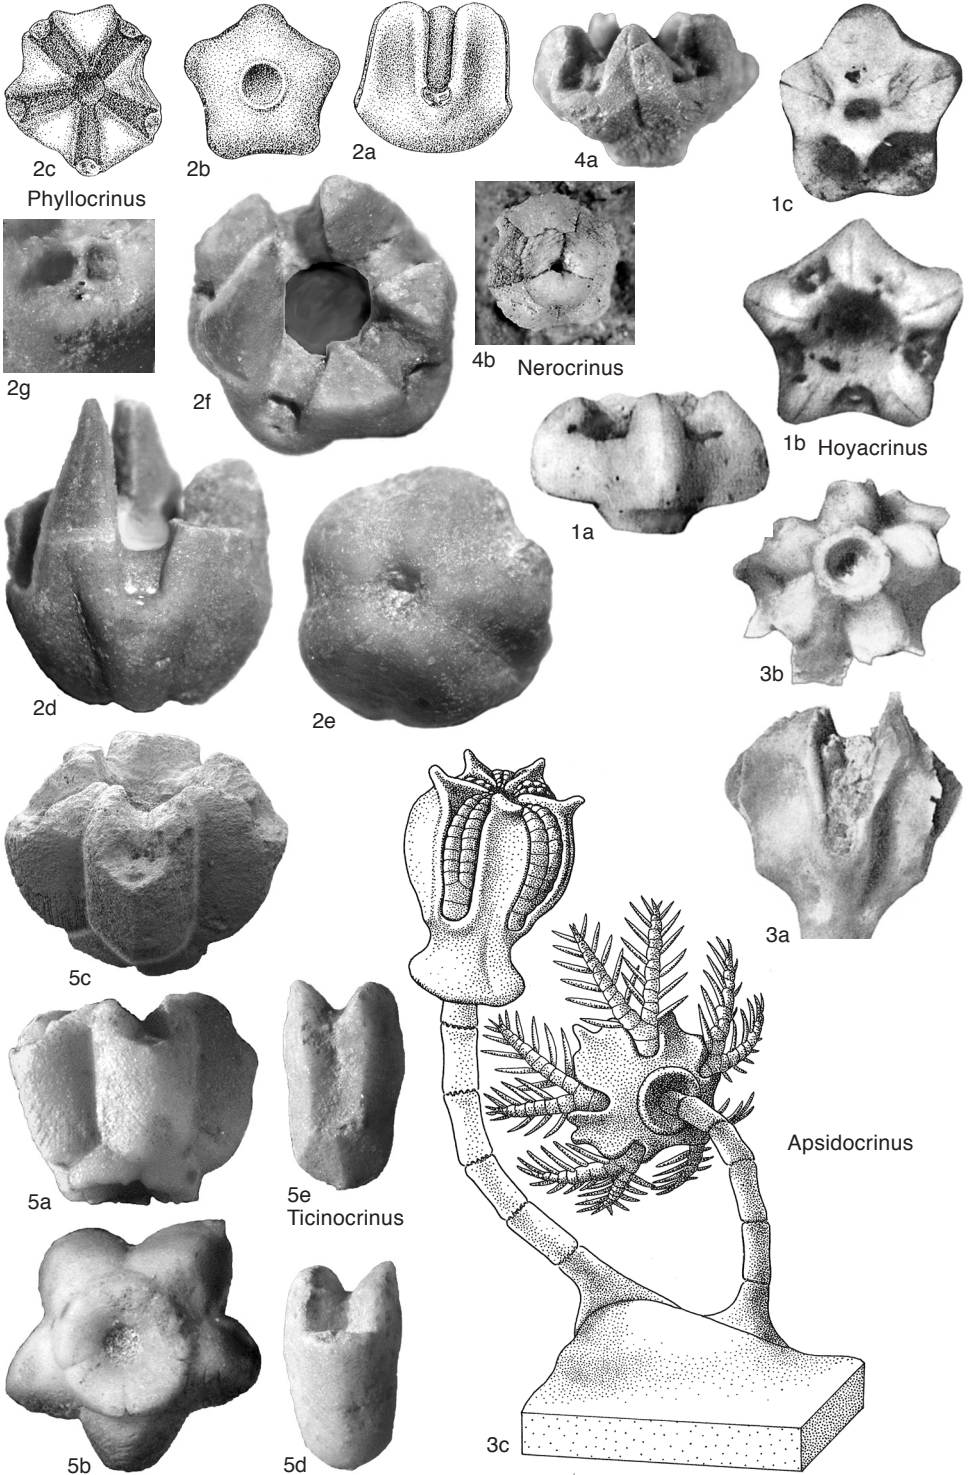 2c
2b
2a
4a
1c
Phyllocrinus
2g
2f
4b
Nerocrinus
1b
Hoyacrinus
1a
2d
2e
3b
3a
5c
5a
5e
Ticinocrinus
Apsidocrinus
5b
5d
3c